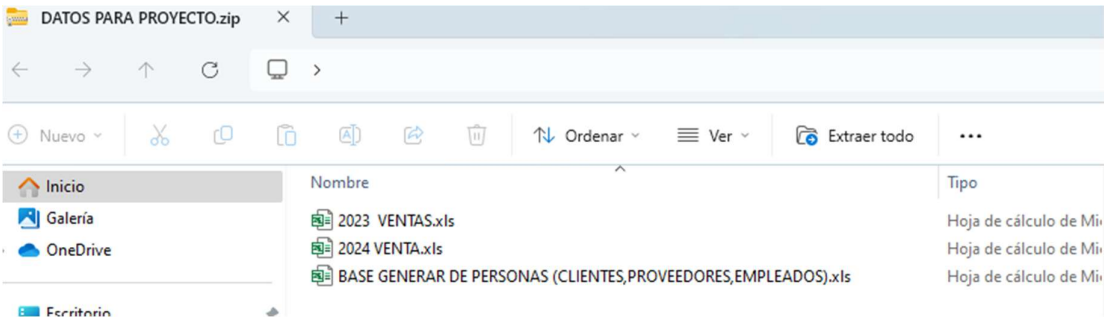 DATOS PARA PROYECTO.zip
Nuevo
Ordenar
Ver
Extraer todo
Inicio
Galería
OneDrive
Escritorio
Nombre
Tipo
2023  VENTAS.xls
Hoja de cálculo de Mi
2024 VENTA.xls
Hoja de cálculo de Mi
BASE GENERAR DE PERSONAS (CLIENTES,PROVEEDORES,EMPLEADOS).xls
Hoja de cálculo de Mi